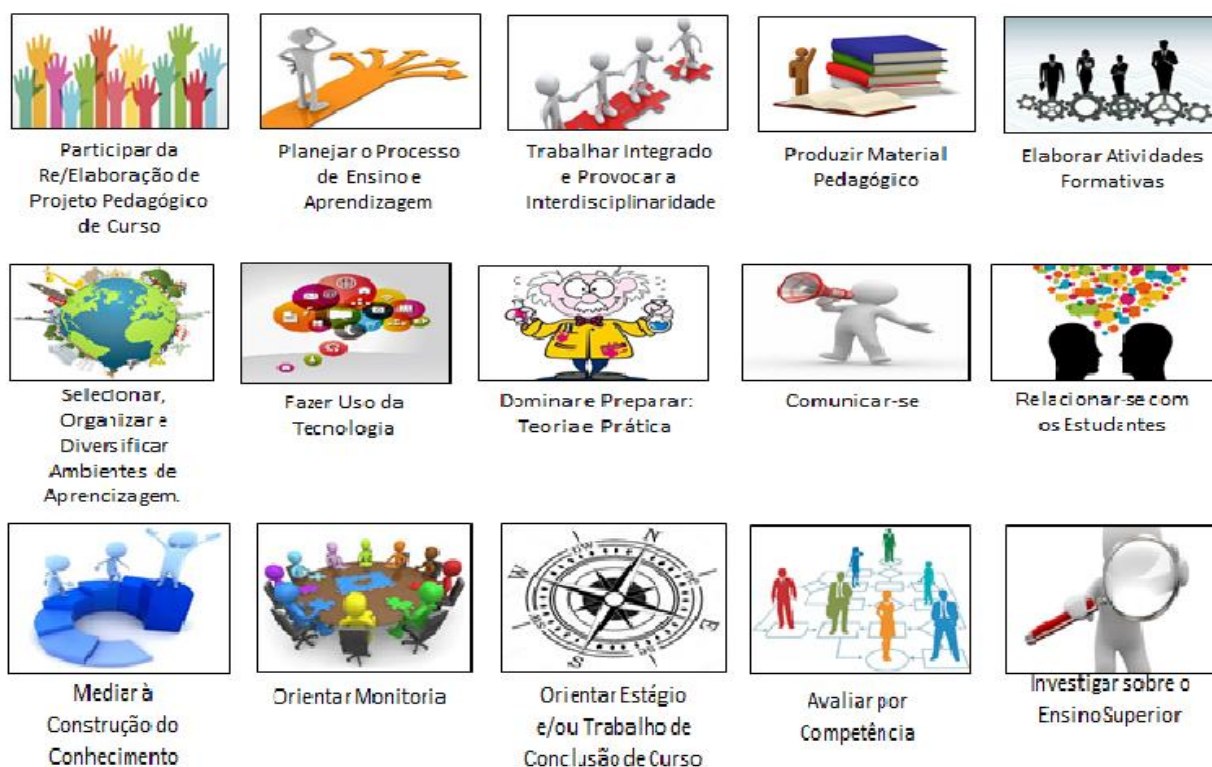 Participar da
Re/Elaboração de
Projeto Pedagógico
de Curso
Planejar o Processo
de Ensino e
Aprendizagem
Trabalhar Integrado
e Provocar a
Interdisciplinaridade
Produzir Material
Pedagógico
Elaborar Atividades
Formativas
Selecionar,
Organizar e
Diversificar
Ambientes de
Aprencizagem.
Fazer Uso da
Tecnologia
Dominar e Preparar:
Teoria e Prática
Comunicar-se
Relacionar-se com
os Estudantes
Mediar à
Construção do
Conhecimento
Orientar Monitoria
N
W
E
S
Orientar Estágio
e/ou Trabalho de
Conclusão de Curso
Avaliar por
Competência
Investigar sobre o
Ensino Superior